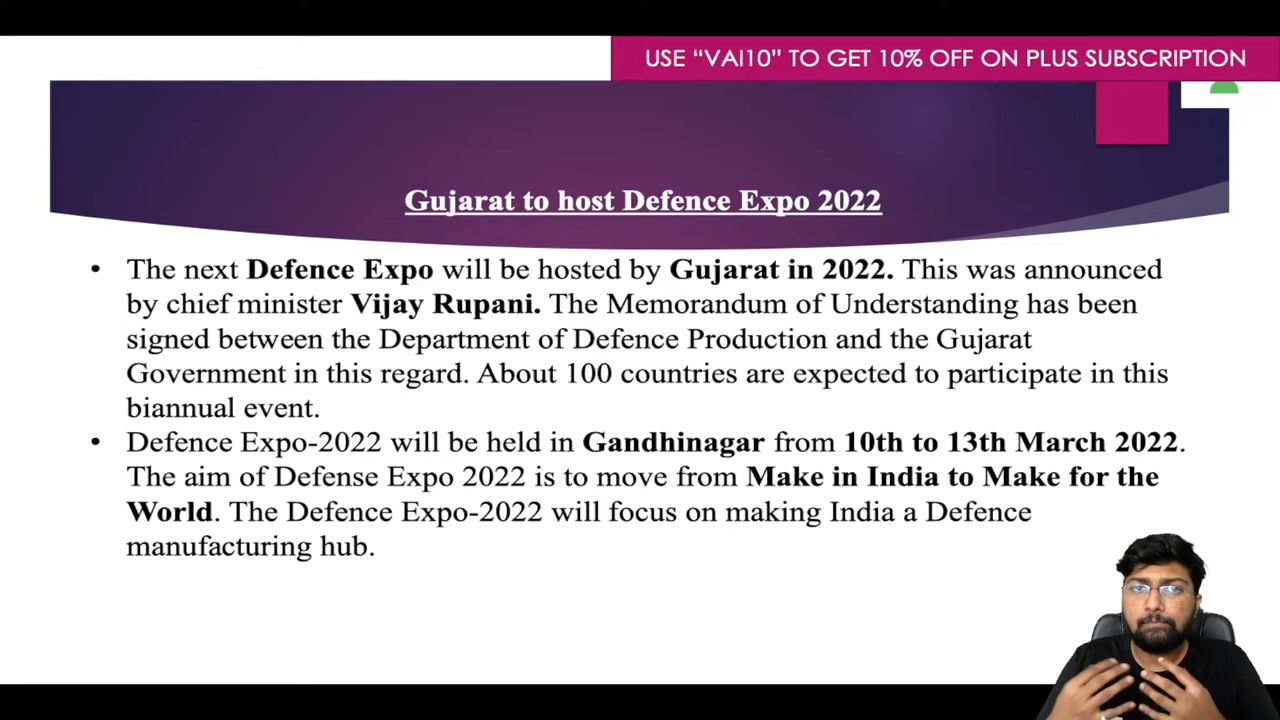 USE “VAI10” TO GET 10% OFF ON PLUS SUBSCRIPTION
Gujarat to host Defence Expo 2022
• The next Defence Expo will be hosted by Gujarat in 2022. This was announced
by chief minister Vijay Rupani. The Memorandum of Understanding has been
signed between the Department of Defence Production and the Gujarat
Government in this regard. About 100 countries are expected to participate in this
biannual event.
• Defence Expo-2022 will be held in Gandhinagar from 10th to 13th March 2022.
The aim of Defense Expo 2022 is to move from Make in India to Make for the
World. The Defence Expo-2022 will focus on making India a Defence
manufacturing hub.